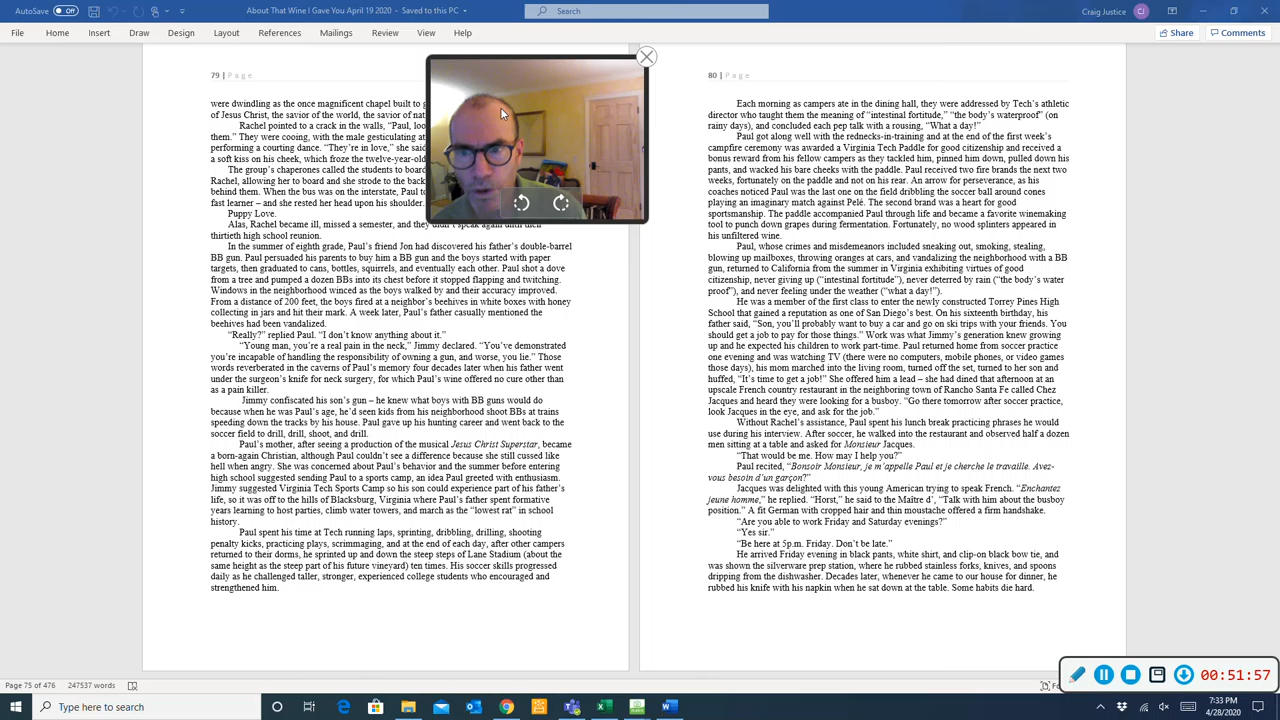 AutoSave Off About That Wine I Gave You April 19 2020 - Saved to this PC Search Craig Justice
File Home Insert Draw Design Layout References Mailings Review View Help Share Comments
79 | Page
were dwindling as the once magnificent chapel built to
of Jesus Christ, the savior of the world, the savior of
Rachel pointed to a crack in the walls, “Paul,
them.” They were cooing, with the male gesticulating
performing a courting dance. “They’re in love,” she said
a soft kiss on his cheek, which froze the twelve-year-old
The group’s chaperones called the students to board
Rachel, allowing her to board and she strode to the back
behind them. When the bus was on the interstate, Paul
fast learner – and she rested her head upon his shoulder.
Puppy Love.
Alas, Rachel became ill, missed a semester, and they didn’t speak again until their
thirtieth high school reunion.
In the summer of eighth grade, Paul’s friend Jon had discovered his father’s double-barrel
BB gun. Paul persuaded his parents to buy him a BB gun and the boys started with paper
targets, then graduated to cans, bottles, squirrels, and eventually each other. Paul shot a dove
from a tree and pumped a dozen BBs into its chest before it stopped flapping and twitching.
Windows in the neighborhood winced as the boys walked by and their accuracy improved.
From a distance of 200 feet, the boys fired at a neighbor’s beehives in white boxes with honey
collecting in jars and hit their mark. A week later, Paul’s father casually mentioned the
beehives had been vandalized.
“Really?” replied Paul. “I don’t know anything about it.”
“Young man, you’re a real pain in the neck,” Jimmy declared. “You’ve demonstrated
you’re incapable of handling the responsibility of owning a gun, and worse, you lie.” Those
words reverberated in the caverns of Paul’s memory four decades later when his father went
under the surgeon’s knife for neck surgery, for which Paul’s wine offered no cure other than
as a pain killer.
Jimmy confiscated his son’s gun – he knew what boys with BB guns would do
because when he was Paul’s age, he’d seen kids from his neighborhood shoot BBs at trains
speeding down the tracks by his house. Paul gave up his hunting career and went back to the
soccer field to drill, drill, shoot, and drill.
Paul’s mother, after seeing a production of the musical Jesus Christ Superstar, became
a born-again Christian, although Paul couldn’t see a difference because she still cussed like
hell when angry. She was concerned about Paul’s behavior and the summer before entering
high school suggested sending Paul to a sports camp, an idea Paul greeted with enthusiasm.
Jimmy suggested Virginia Tech Sports Camp so his son could experience part of his father’s
life, so it was off to the hills of Blacksburg, Virginia where Paul’s father spent formative
years learning to host parties, climb water towers, and march as the “lowest rat” in school
history.
Paul spent his time at Tech running laps, sprinting, dribbling, drilling, shooting
penalty kicks, practicing plays, scrimmaging, and at the end of each day, after other campers
returned to their dorms, he sprinted up and down the steep steps of Lane Stadium (about the
same height as the steep part of his future vineyard) ten times. His soccer skills progressed
daily as he challenged taller, stronger, experienced college students who encouraged and
strengthened him.
80 | Page
Each morning as campers ate in the dining hall, they were addressed by Tech’s athletic
director who taught them the meaning of “intestinal fortitude,” “the body’s waterproof” (on
rainy days), and concluded each pep talk with a rousing, “What a day!”
Paul got along well with the rednecks-in-training and at the end of the first week’s
campfire ceremony was awarded a Virginia Tech Paddle for good citizenship and received a
bonus reward from his fellow campers as they tackled him, pinned him down, pulled down his
pants, and wacked his bare cheeks with the paddle. Paul received two fire brands the next two
weeks, fortunately on the paddle and not on his rear. An arrow for perseverance, as his
coaches noticed Paul was the last one on the field dribbling the soccer ball around cones
playing an imaginary match against Pelé. The second brand was a heart for good
sportsmanship. The paddle accompanied Paul through life and became a favorite winemaking
tool to punch down grapes during fermentation. Fortunately, no wood splinters appeared in
his unfiltered wine.
Paul, whose crimes and misdemeanors included sneaking out, smoking, stealing,
blowing up mailboxes, throwing oranges at cars, and vandalizing the neighborhood with a BB
gun, returned to California from the summer in Virginia exhibiting virtues of good
citizenship, never giving up (“intestinal fortitude”), never deterred by rain (“the body’s water
proof”), and never feeling under the weather (“what a day!”).
He was a member of the first class to enter the newly constructed Torrey Pines High
School that gained a reputation as one of San Diego’s best. On his sixteenth birthday, his
father said, “Son, you’ll probably want to buy a car and go on ski trips with your friends. You
should get a job to pay for those things.” Work was what Jimmy’s generation knew growing
up and he expected his children to work part-time. Paul returned home from soccer practice
one evening and was watching TV (there were no computers, mobile phones, or video games
those days), his mom marched into the living room, turned off the set, turned to her son and
huffed, “It’s time to get a job!” She offered him a lead – she had dined that afternoon at an
upscale French country restaurant in the neighboring town of Rancho Santa Fe called Chez
Jacques and heard they were looking for a busboy. “Go there tomorrow after soccer practice,
look Jacques in the eye, and ask for the job.”
Without Rachel’s assistance, Paul spent his lunch break practicing phrases he would
use during his interview. After soccer, he walked into the restaurant and observed half a dozen
men sitting at a table and asked for Monsieur Jacques.
“That would be me. How may I help you?”
Paul recited, “Bonsoir Monsieur, je m’appelle Paul et je cherche le travaille. Avez-
vous besoin d’un garçon?”
Jacques was delighted with this young American trying to speak French. “Enchantez
jeune homme,” he replied. “Horst,” he said to the Maître d’, “Talk with him about the busboy
position.” A fit German with cropped hair and thin moustache offered a firm handshake.
“Are you able to work Friday and Saturday evenings?”
“Yes sir.”
“Be here at 5p.m. Friday. Don’t be late.”
He arrived Friday evening in black pants, white shirt, and clip-on black bow tie, and
was shown the silverware prep station, where he rubbed stainless forks, knives, and spoons
dripping from the dishwasher. Decades later, whenever he came to our house for dinner, he
rubbed his knife with his napkin when he sat down at the table. Some habits die hard.
00:51:57
Page 75 of 476 247537 words
Type here to search 7:33 PM
4/28/2020